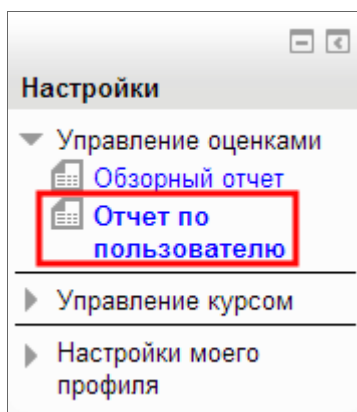 Настройки
Управление оценками
Обзорный отчет
Отчет по
пользователю
Управление курсом
Настройки моего
профиля